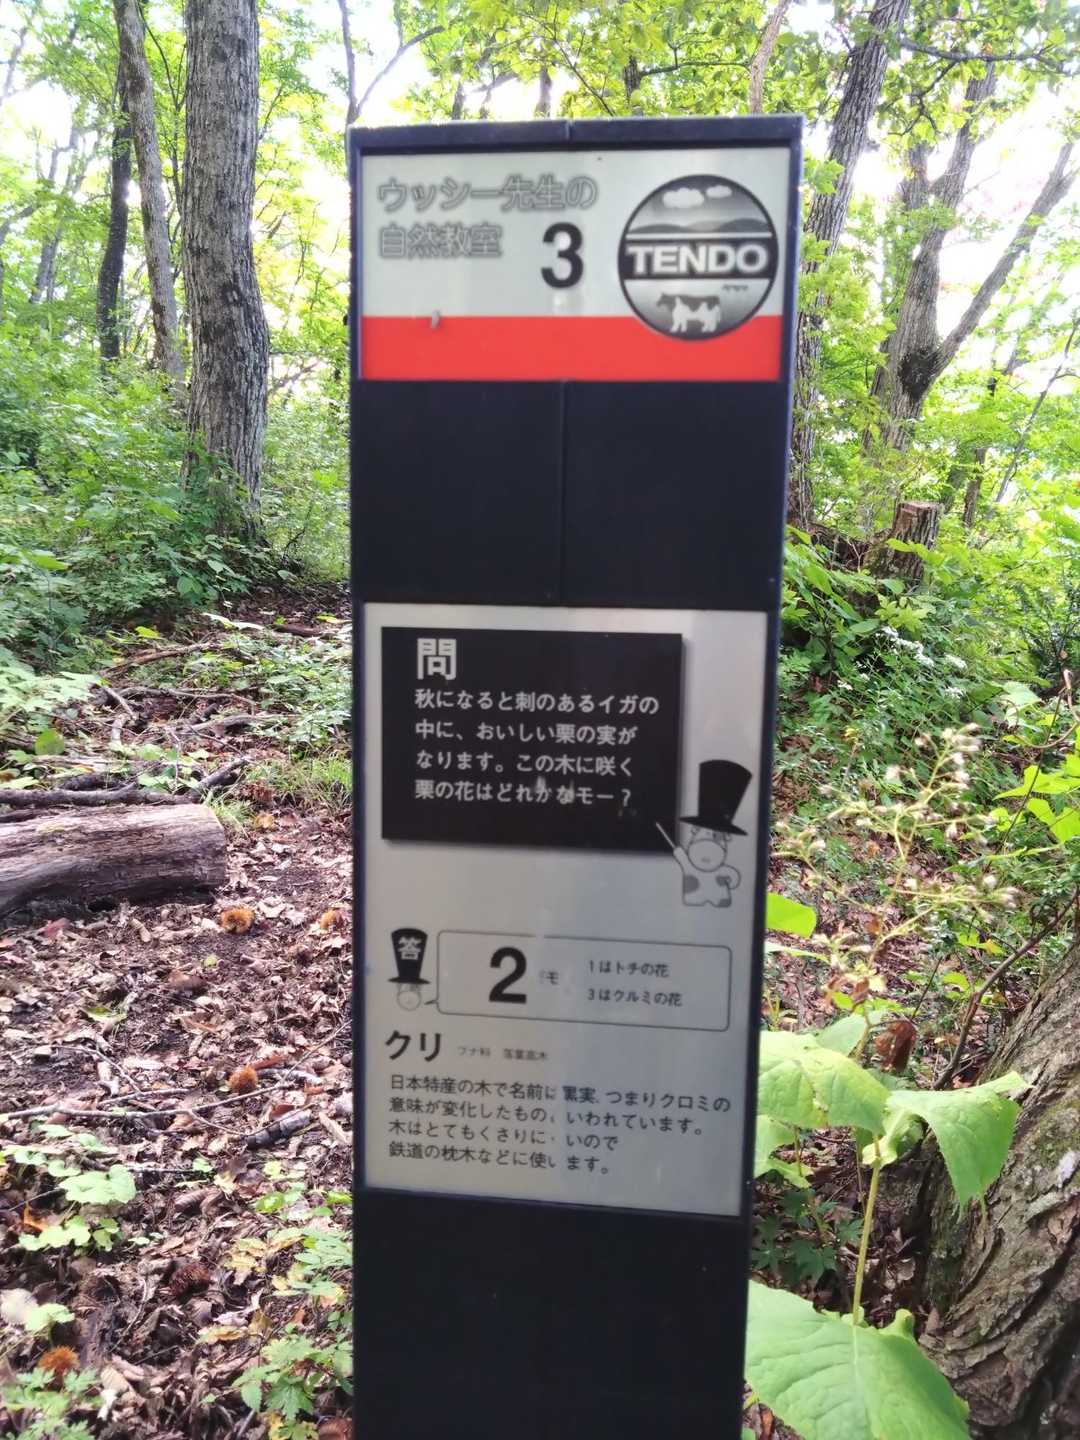 ウッシー先生の
自然教室 3
TENDO
問
秋になると刺のあるイガの
中に、おいしい栗の実が
なります。この木に咲く
栗の花はどれかなモー？
答
2 モ
1はトチの花
3はクルミの花
クリ ブナ科 落葉高木
日本特産の木で名前は 黒実、つまりクロミの
意味が変化したもの いわれています。
木はとてもくさりに いので
鉄道の枕木などに使 ます。